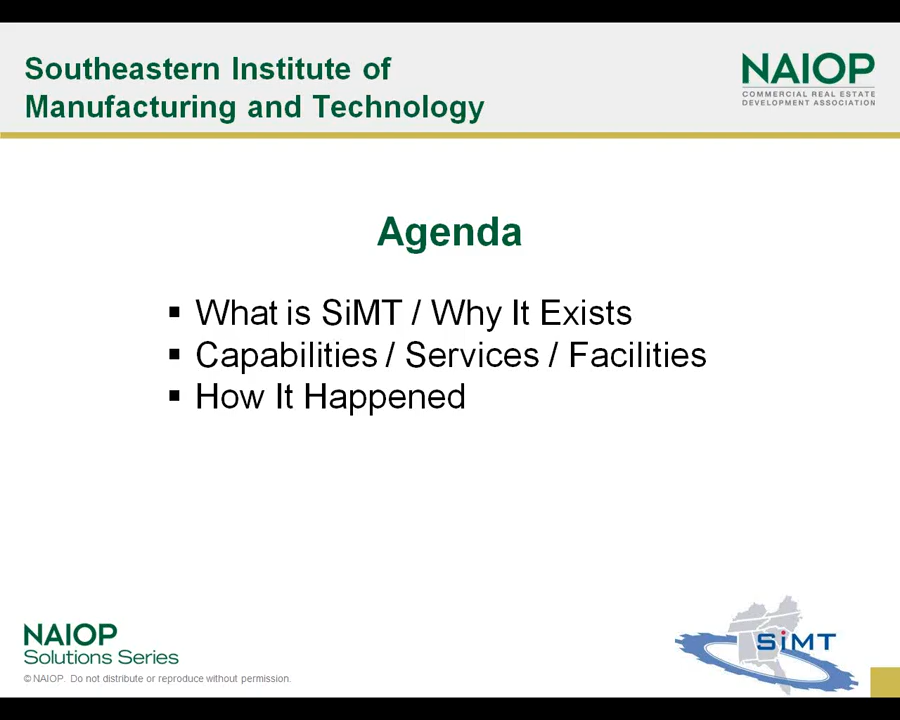 Southeastern Institute of
Manufacturing and Technology
NAIOP
COMMERCIAL REAL ESTATE
DEVELOPMENT ASSOCIATION
Agenda
▪ What is SiMT / Why It Exists
▪ Capabilities / Services / Facilities
▪ How It Happened
NAIOP
Solutions Series
© NAIOP. Do not distribute or reproduce without permission.
SiMT